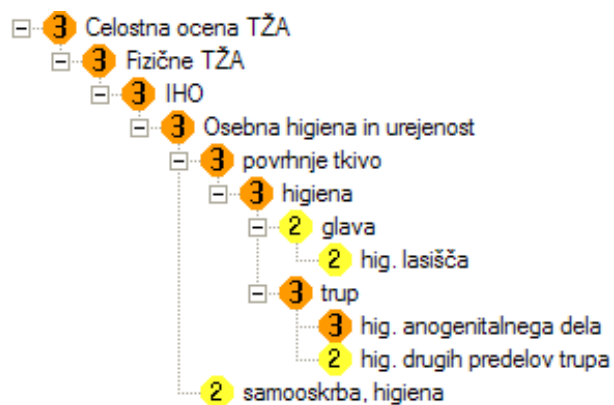 3 Celostna ocena TŽA
3 Fizične TŽA
3 IHO
3 Osebna higiena in urejenost
3 povrhnje tkivo
3 higiena
2 glava
2 hig. lasišča
3 trup
3 hig. anogenitalnega dela
2 hig. drugih predelov trupa
2 samooskrba, higiena